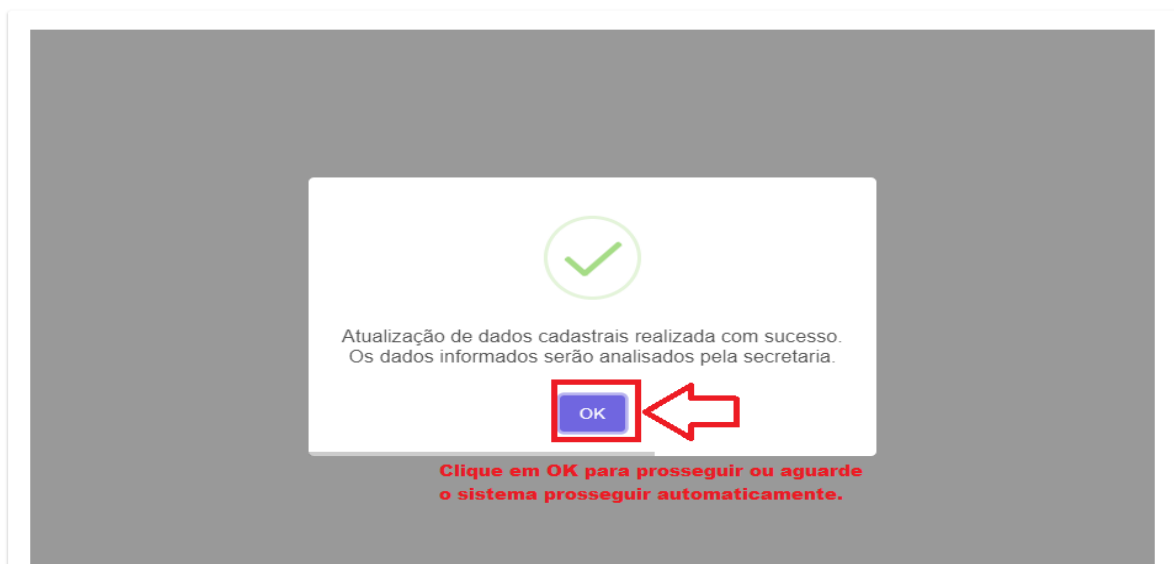 Atualização de dados cadastrais realizada com sucesso.
Os dados informados serão analisados pela secretaria.
OK
Clique em OK para prosseguir ou aguarde
o sistema prosseguir automaticamente.